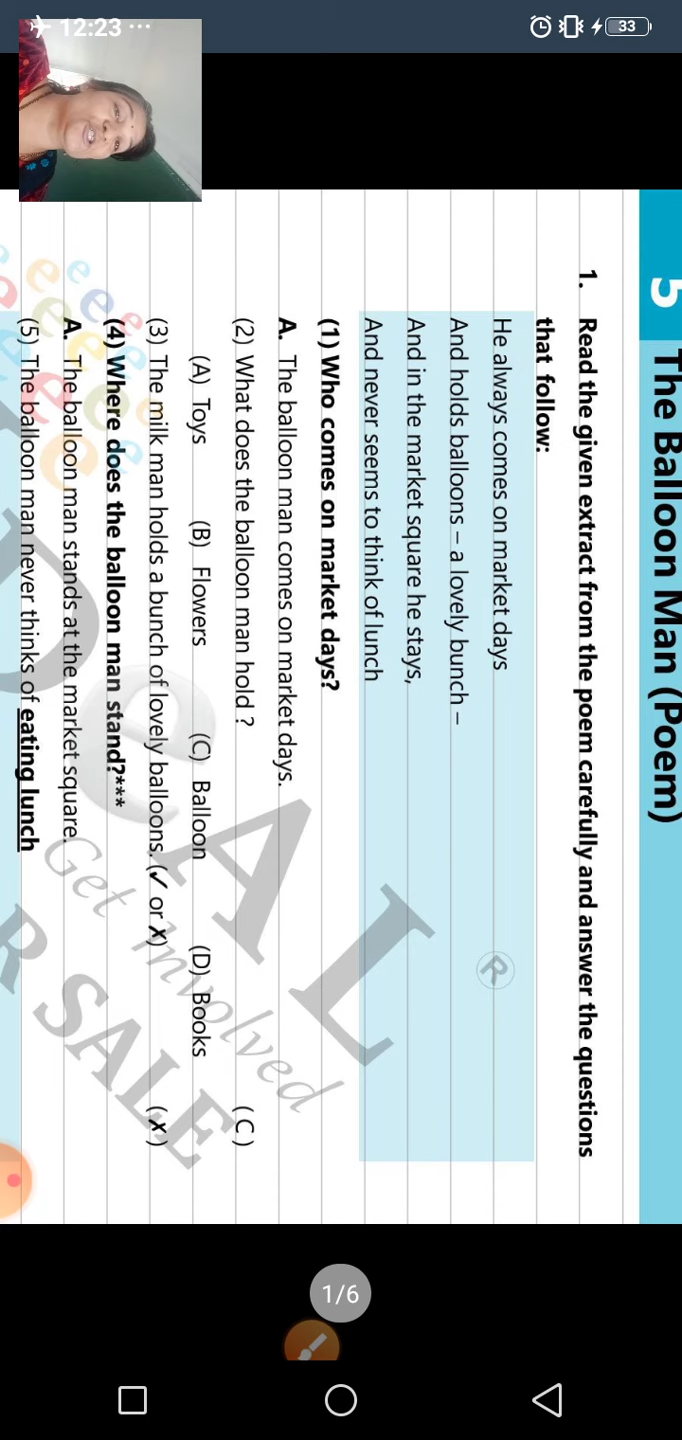 12:23 ...
33
5 The Balloon Man (Poem)
1. Read the given extract from the poem carefully and answer the questions
that follow:
He always comes on market days
And holds balloons – a lovely bunch –
And in the market square he stays,
And never seems to think of lunch
(1) Who comes on market days?
A. The balloon man comes on market days.
(2) What does the balloon man hold ? (C)
(A) Toys (B) Flowers (C) Balloon (D) Books
(3) The milk man holds a bunch of lovely balloons. (✓ or X) (X)
(4) Where does the balloon man stand?***
A. The balloon man stands at the market square.
(5) The balloon man never thinks of eating lunch
DeAL
R
Get Involved
R SALE
1/6